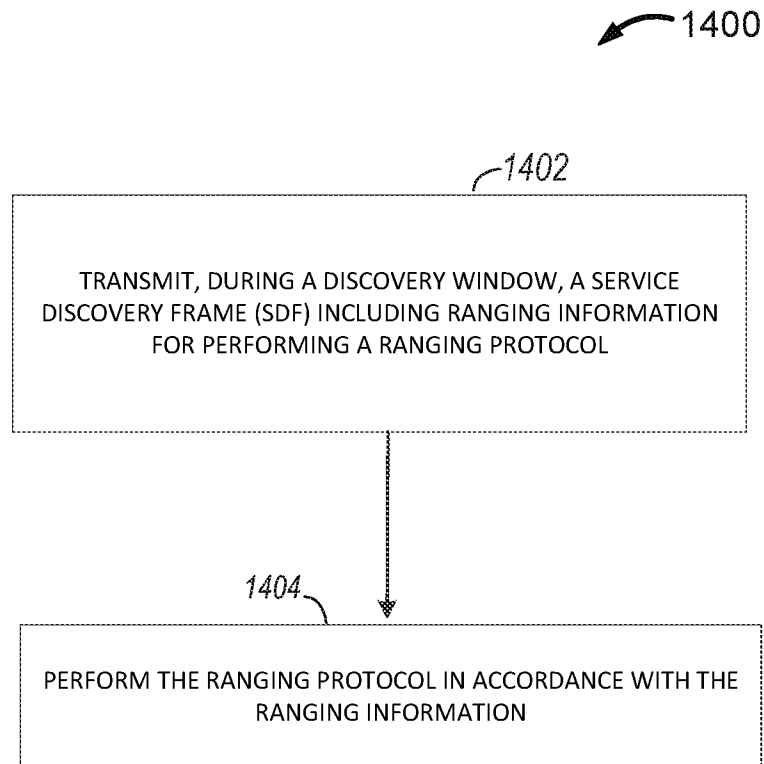 1400
1402
TRANSMIT, DURING A DISCOVERY WINDOW, A SERVICE
DISCOVERY FRAME (SDF) INCLUDING RANGING INFORMATION
FOR PERFORMING A RANGING PROTOCOL
1404
PERFORM THE RANGING PROTOCOL IN ACCORDANCE WITH THE
RANGING INFORMATION